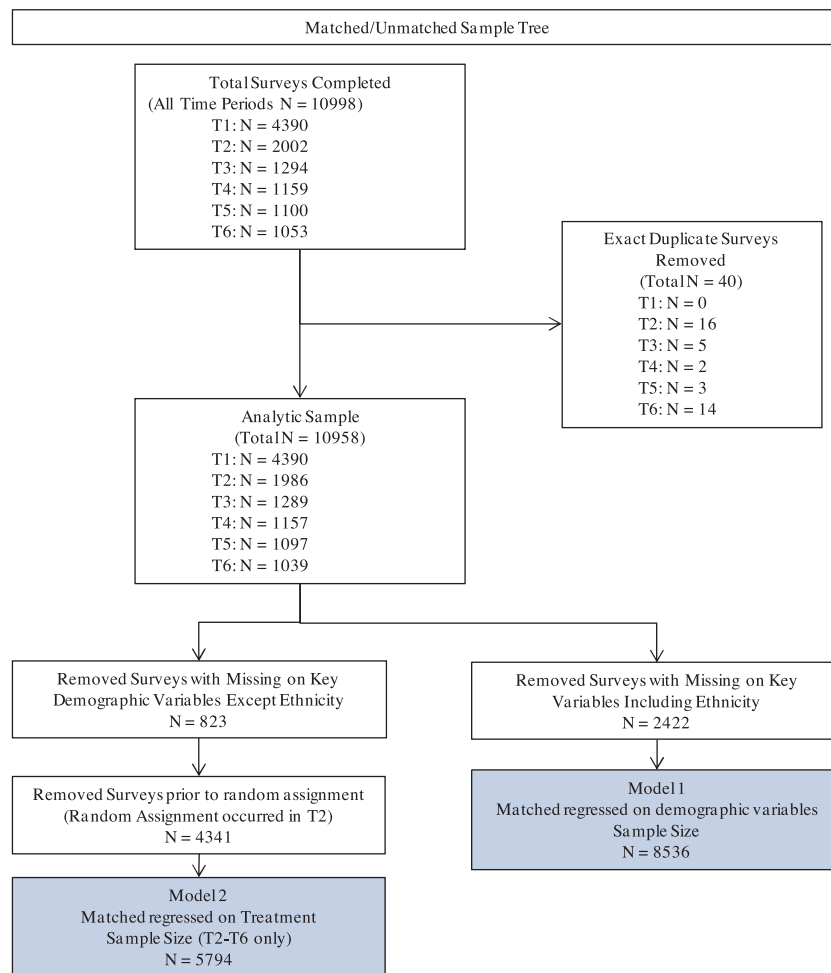 Matched/Unmatched Sample Tree
Total Surveys Completed
(All Time Periods N = 10998)
T1: N = 4390
T2: N = 2002
T3: N = 1294
T4: N = 1159
T5: N = 1100
T6: N = 1053
Exact Duplicate Surveys
Removed
(Total N = 40)
T1: N = 0
T2: N = 16
T3: N = 5
T4: N = 2
T5: N = 3
T6: N = 14
Analytic Sample
(Total N = 10958)
T1: N = 4390
T2: N = 1986
T3: N = 1289
T4: N = 1157
T5: N = 1097
T6: N = 1039
Removed Surveys with Missing on Key
Demographic Variables Except Ethnicity
N = 823
Removed Surveys with Missing on Key
Variables Including Ethnicity
N = 2422
Removed Surveys prior to random assignment
(Random Assignment occurred in T2)
N = 4341
Model 1
Matched regressed on demographic variables
Sample Size
N = 8536
Model 2
Matched regressed on Treatment
Sample Size (T2-T6 only)
N = 5794